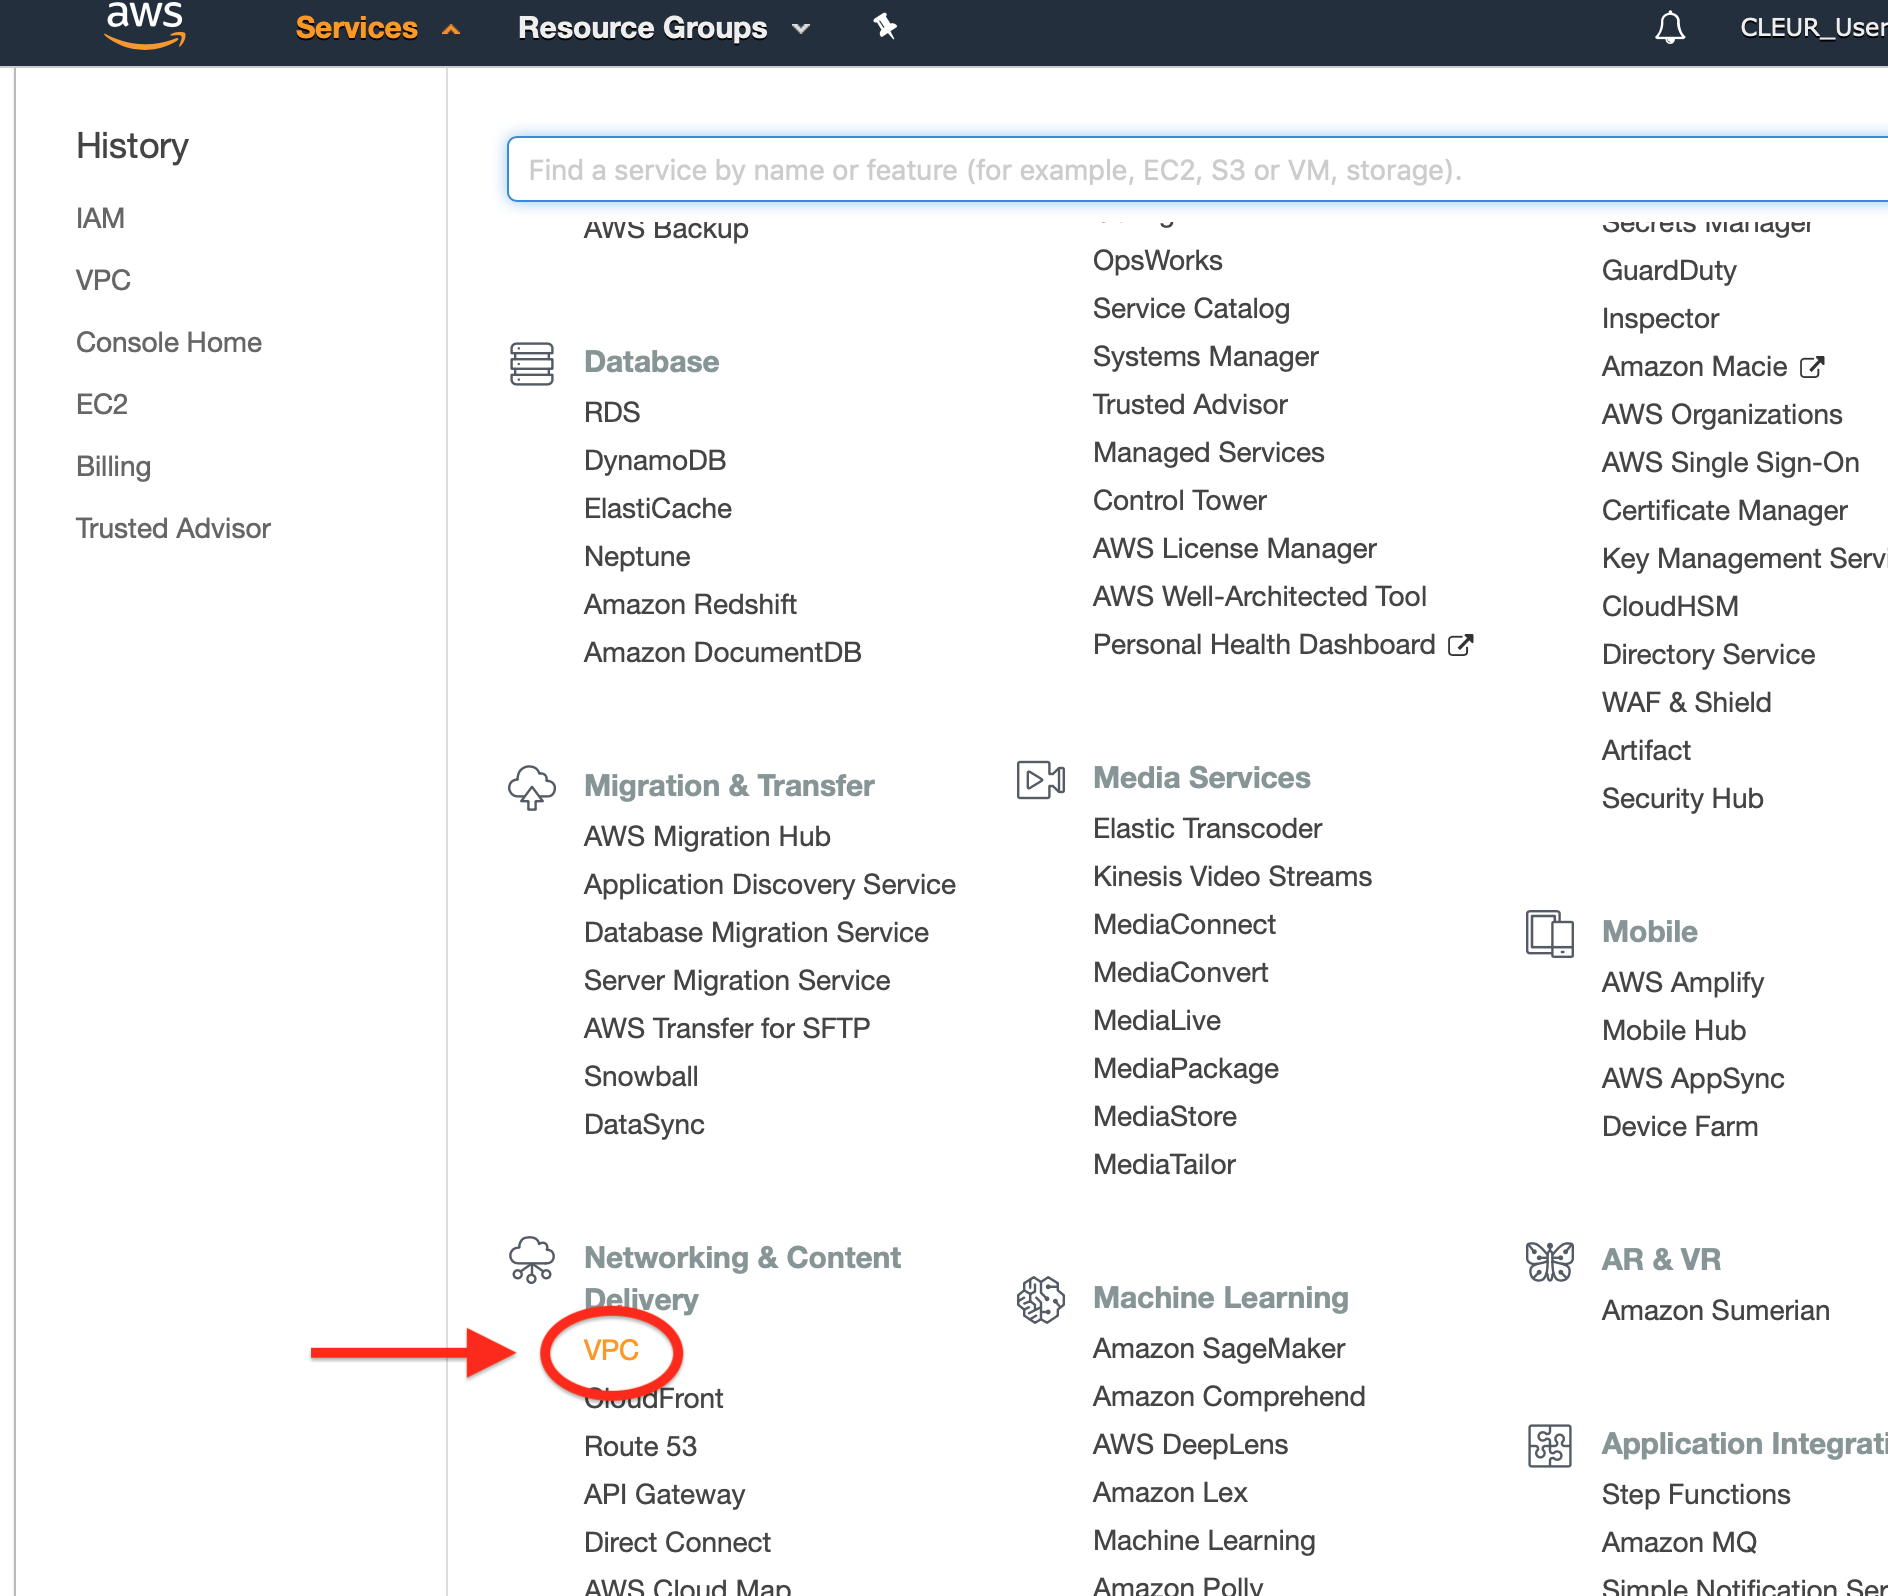 aws
Services
Resource Groups
CLEUR_User
History
IAM
VPC
Console Home
EC2
Billing
Trusted Advisor
Find a service by name or feature (for example, EC2, S3 or VM, storage).
AWS Backup
Database
RDS
DynamoDB
ElastiCache
Neptune
Amazon Redshift
Amazon DocumentDB
Migration & Transfer
AWS Migration Hub
Application Discovery Service
Database Migration Service
Server Migration Service
AWS Transfer for SFTP
Snowball
DataSync
Networking & Content
Delivery
VPC
CloudFront
Route 53
API Gateway
Direct Connect
AWS Cloud Map
OpsWorks
Service Catalog
Systems Manager
Trusted Advisor
Managed Services
Control Tower
AWS License Manager
AWS Well-Architected Tool
Personal Health Dashboard
Media Services
Elastic Transcoder
Kinesis Video Streams
MediaConnect
MediaConvert
MediaLive
MediaPackage
MediaStore
MediaTailor
Machine Learning
Amazon SageMaker
Amazon Comprehend
AWS DeepLens
Amazon Lex
Machine Learning
Amazon Polly
Secrets Manager
GuardDuty
Inspector
Amazon Macie
AWS Organizations
AWS Single Sign-On
Certificate Manager
Key Management Servi
CloudHSM
Directory Service
WAF & Shield
Artifact
Security Hub
Mobile
AWS Amplify
Mobile Hub
AWS AppSync
Device Farm
AR & VR
Amazon Sumerian
Application Integrati
Step Functions
Amazon MQ
Simple Notification Ser